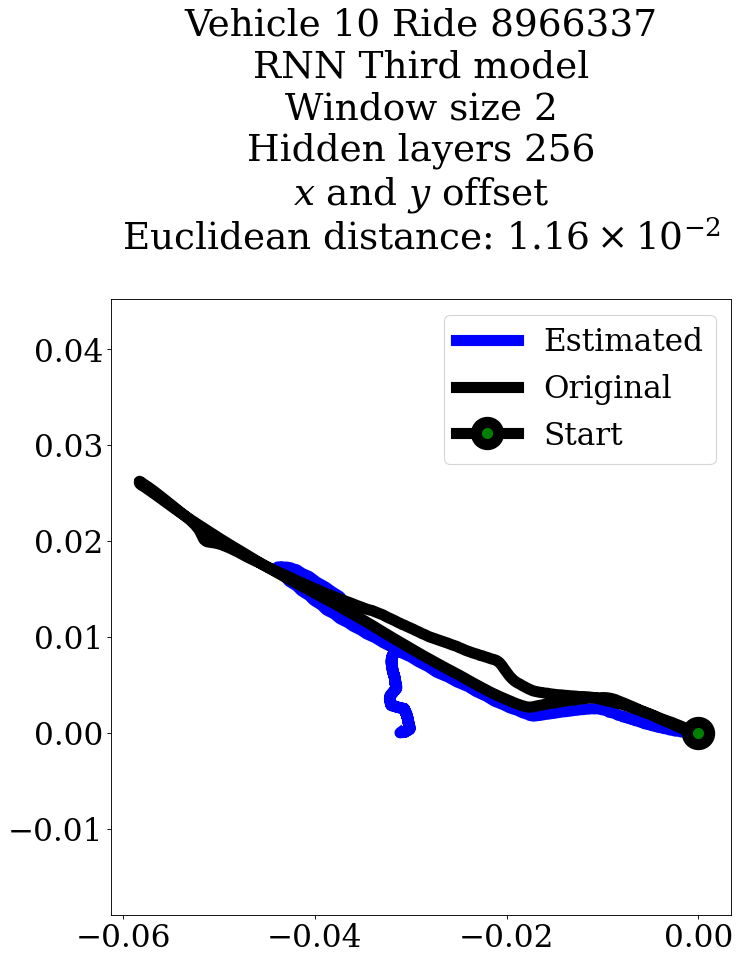 Vehicle 10 Ride 8966337
RNN Third model
Window size 2
Hidden layers 256
x and y offset
Euclidean distance: 1.16 × 10⁻²
Estimated
Original
Start
0.04
0.03
0.02
0.01
0.00
−0.01
−0.06
−0.04
−0.02
0.00